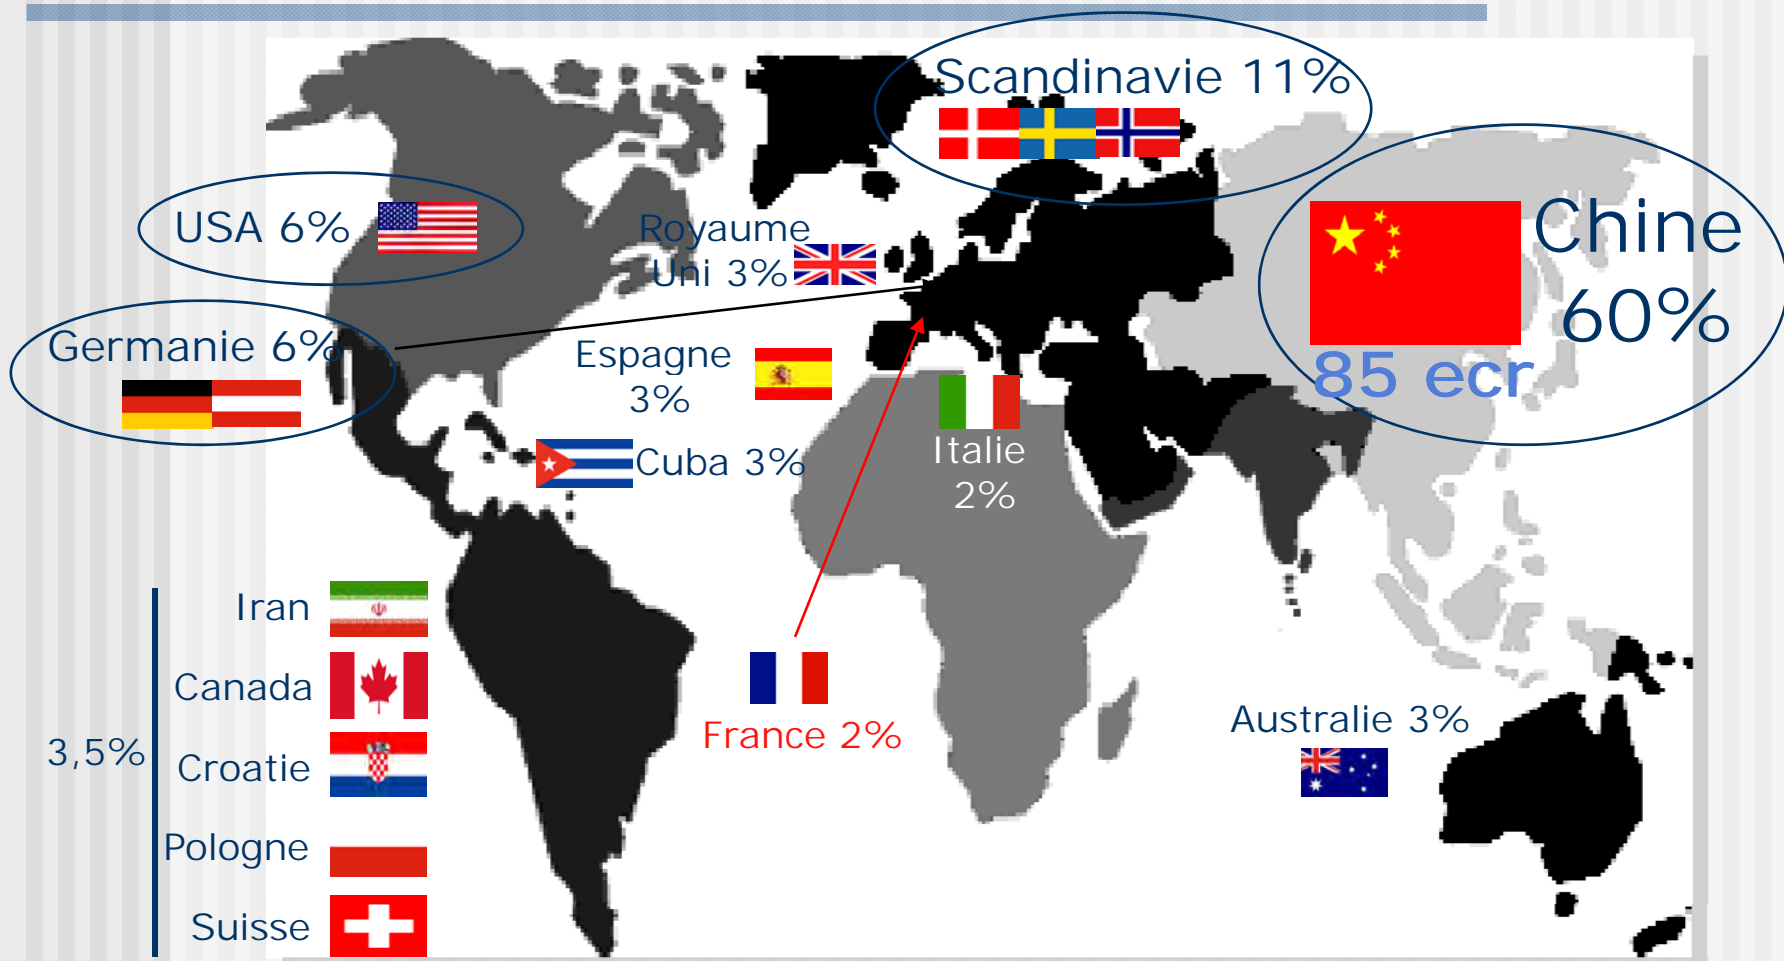 Scandinavie 11%
USA 6%
Royaume
Uni 3%
Chine
60%
85 ecr
Germanie 6%
Espagne
3%
Cuba 3%
Italie
2%
Iran
Canada
3,5%
Croatie
Pologne
Suisse
France 2%
Australie 3%